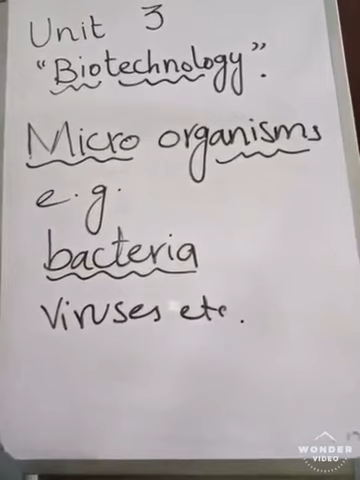 Unit 3
"Biotechnology".
Micro organisms
e.g.
bacteria
viruses etc.
WONDER
VIDEO